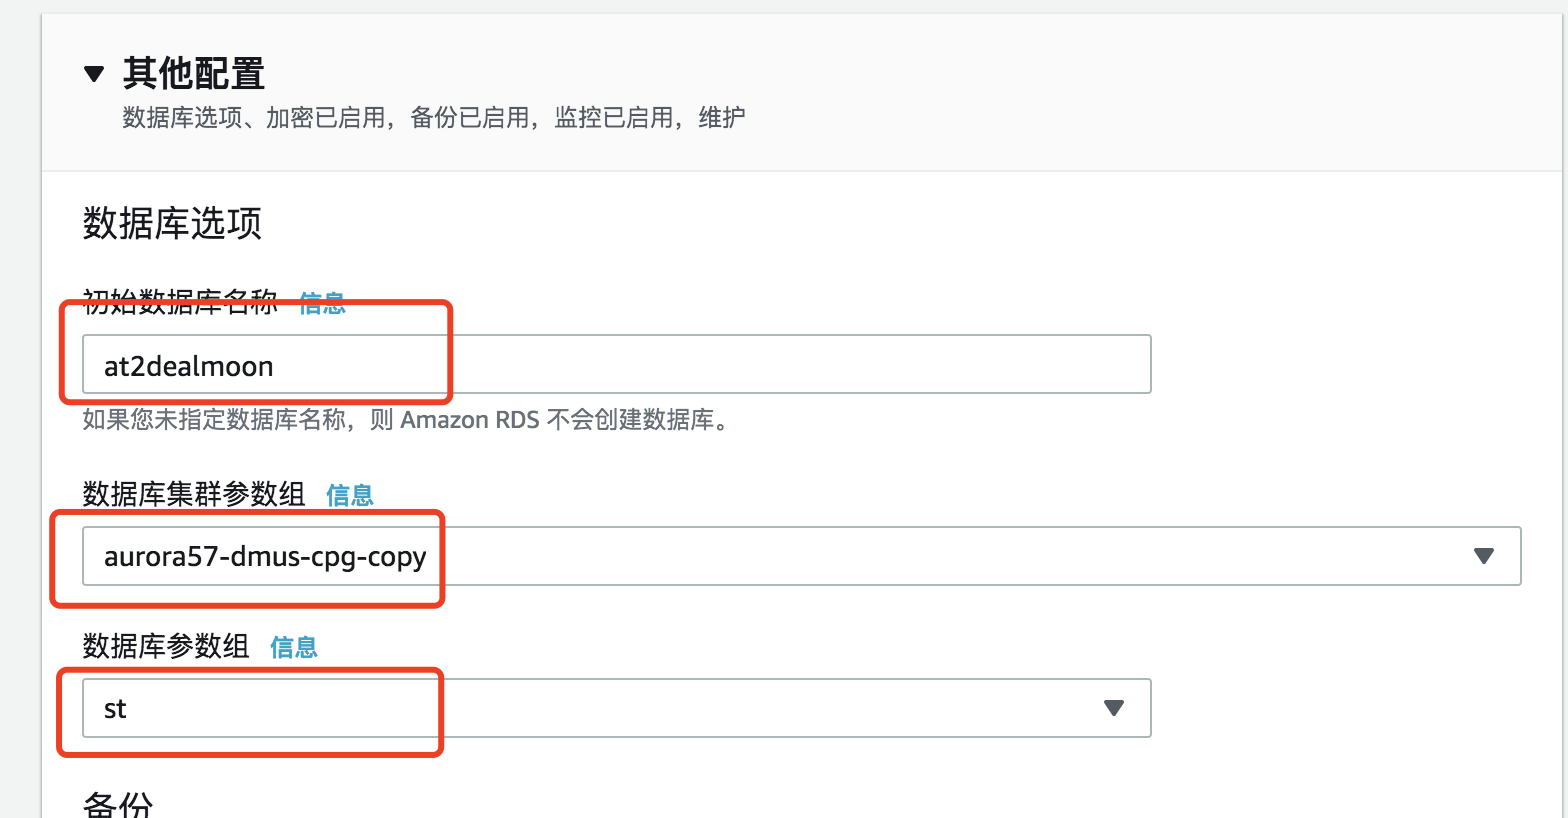 其他配置
数据库选项、加密已启用，备份已启用，监控已启用，维护
数据库选项
初始数据库名称 信息
at2dealmoon
如果您未指定数据库名称，则 Amazon RDS 不会创建数据库。
数据库集群参数组 信息
aurora57-dmus-cpg-copy
数据库参数组 信息
st
备份